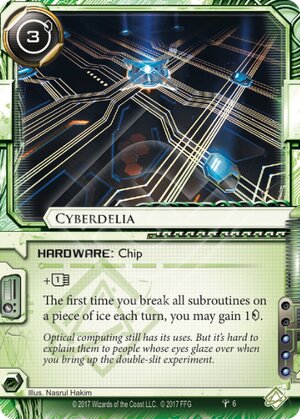 3
CYBERDELIA
HARDWARE: Chip
+1
The first time you break all subroutines on
a piece of ice each turn, you may gain 1.
Optical computing still has its uses. But it's hard to
explain them to people whose eyes glaze over when
you bring up the double-slit experiment.
Illus. Nasrul Hakim
© 2017 Wizards of the Coast LLC. © 2017 FFG
6